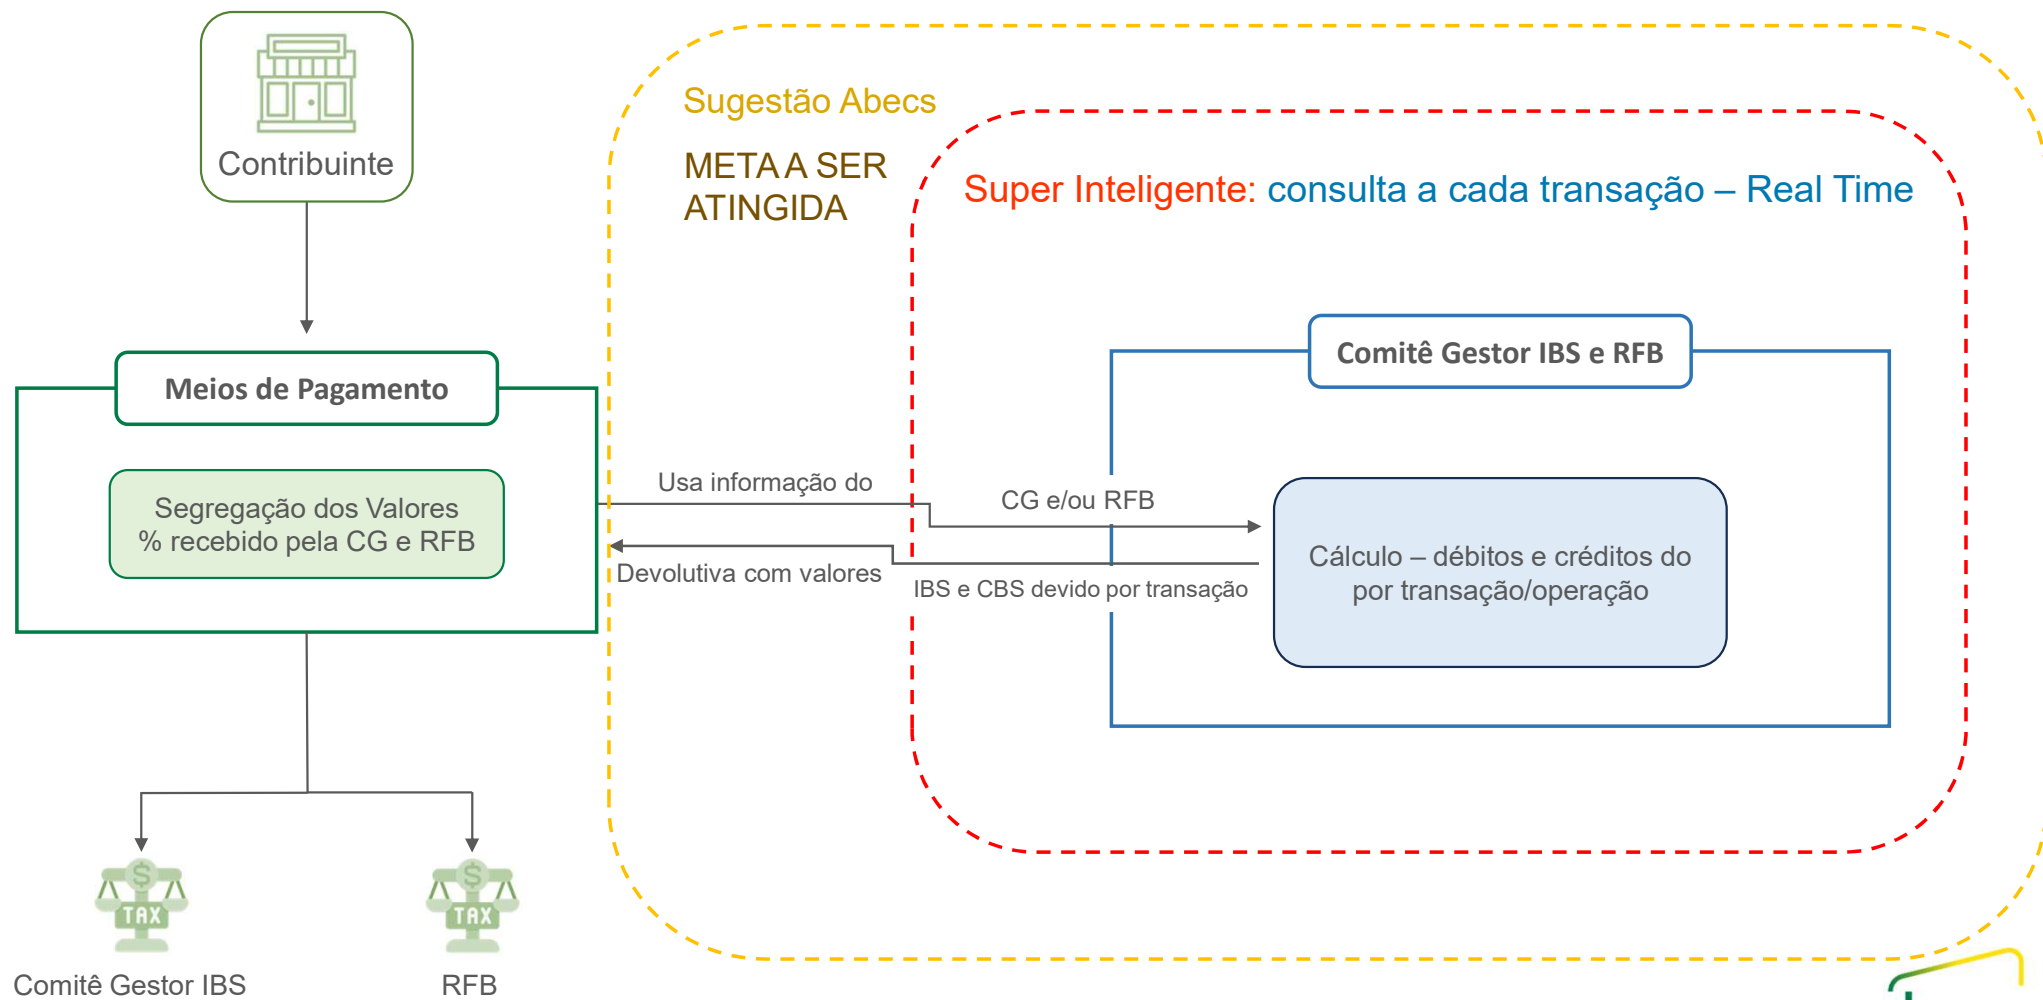 Contribuinte
Sugestão Abecs
META A SER
ATINGIDA
Super Inteligente: consulta a cada transação – Real Time
Meios de Pagamento
Segregação dos Valores
% recebido pela CG e RFB
Comitê Gestor IBS e RFB
Usa informação do
CG e/ou RFB
Devolutiva com valores
IBS e CBS devido por transação
Cálculo – débitos e créditos do
por transação/operação
$
TAX
Comitê Gestor IBS
$
TAX
RFB